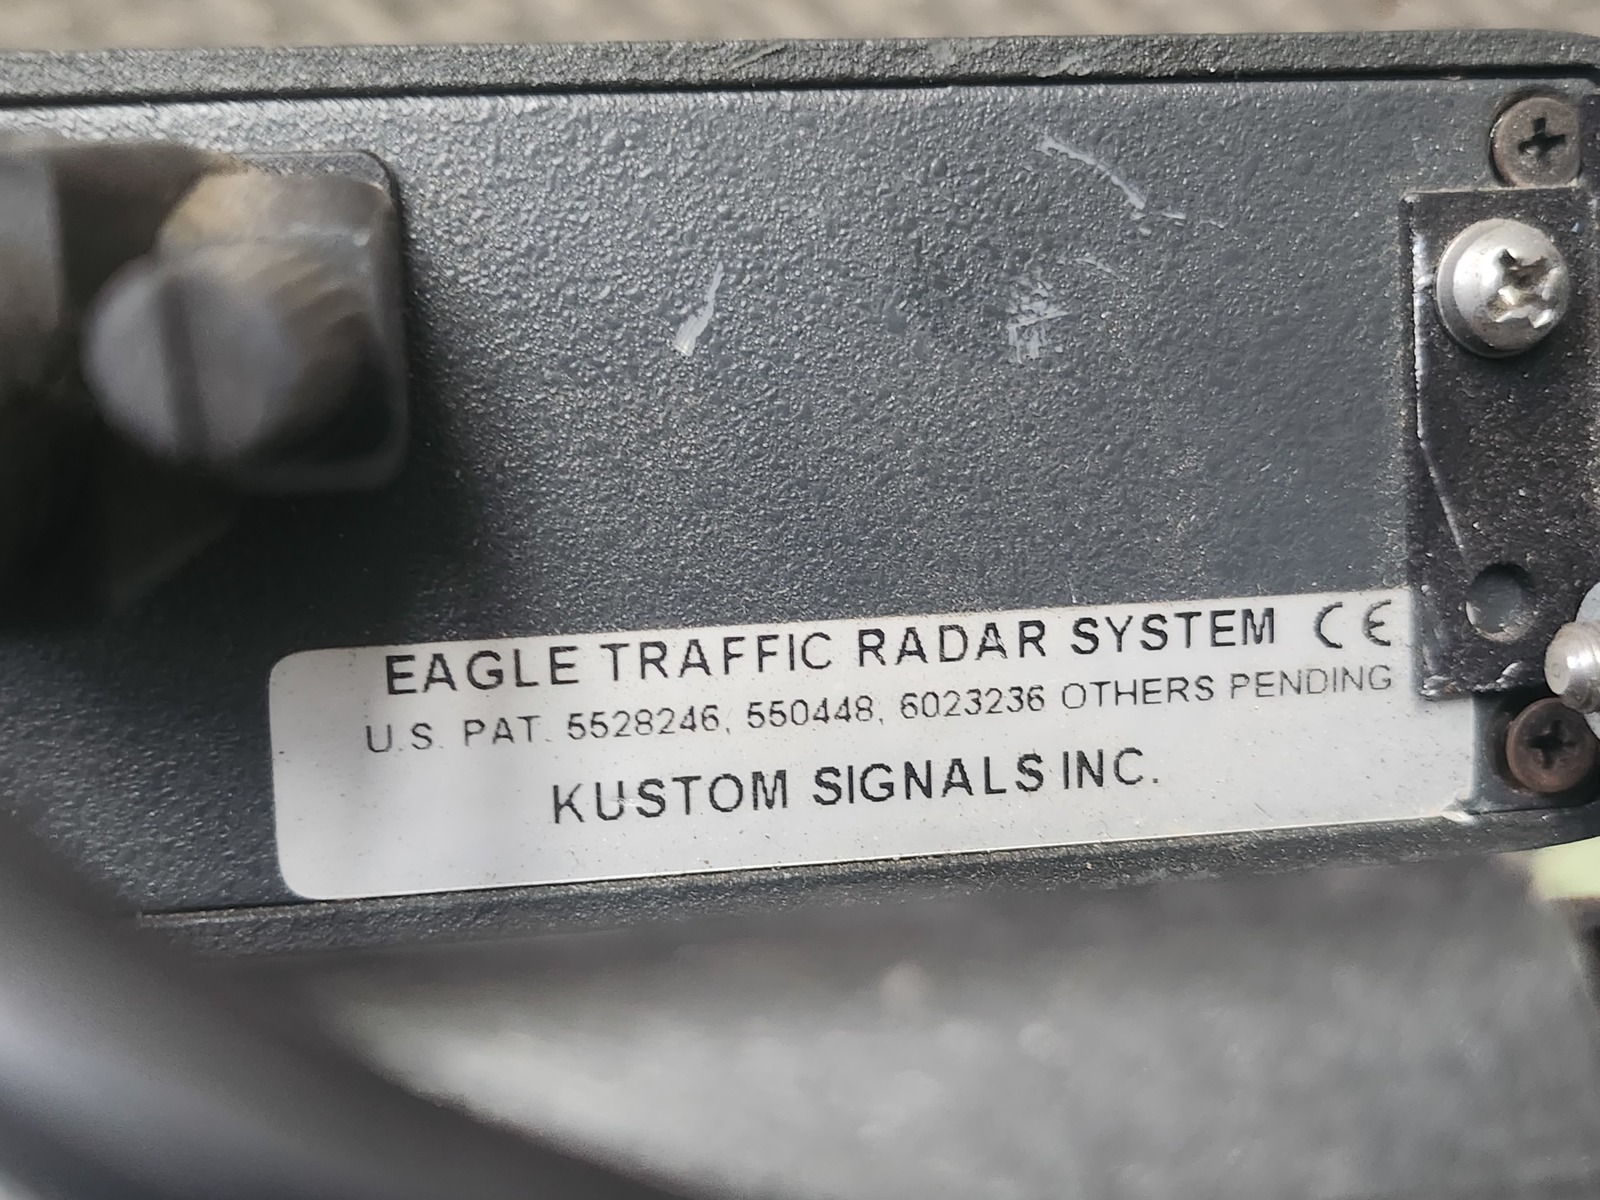 EAGLE TRAFFIC RADAR SYSTEM CE
U.S. PAT. 5528246, 550448, 6023236 OTHERS PENDING
KUSTOM SIGNALS INC.